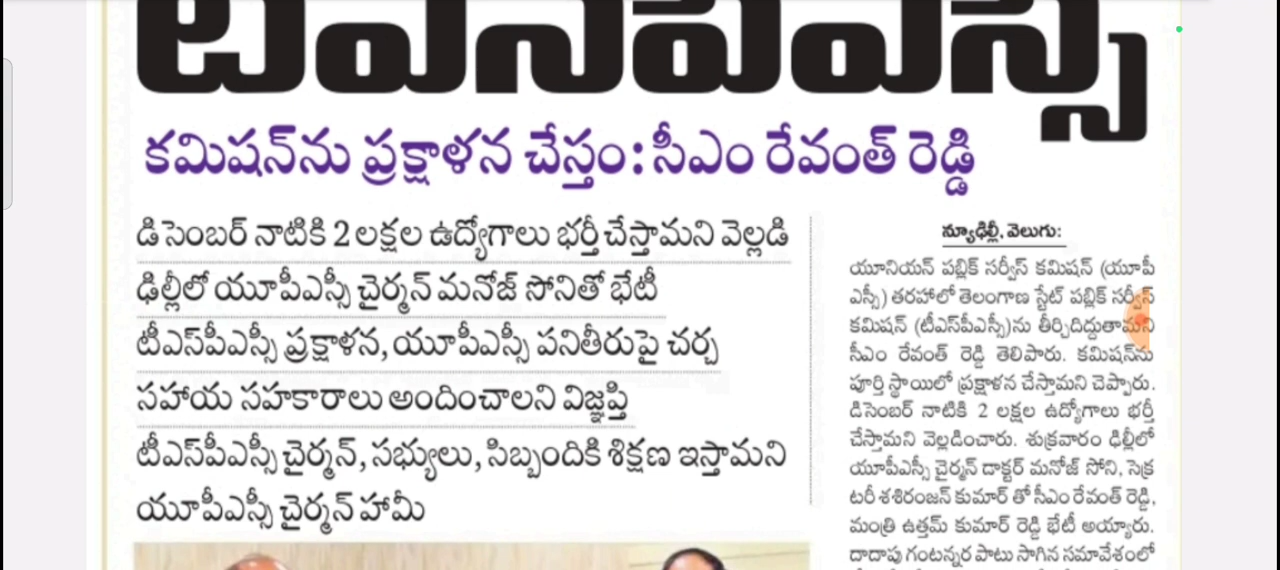 కమిషన్‌ను ప్రక్షాళన చేస్తం: సీఎం రేవంత్ రెడ్డి
డిసెంబర్ నాటికి 2 లక్షల ఉద్యోగాలు భర్తీ చేస్తామని వెల్లడి
ఢిల్లీలో యూపీఎస్సీ చైర్మన్ మనోజ్ సోనితో భేటీ
టీఎస్‌పీఎస్సీ ప్రక్షాళన, యూపీఎస్సీ పనితీరుపై చర్చ
సహాయ సహకారాలు అందించాలని విజ్ఞప్తి
టీఎస్‌పీఎస్సీ చైర్మన్, సభ్యులు, సిబ్బందికి శిక్షణ ఇస్తామని
యూపీఎస్సీ చైర్మన్ హామీ
న్యూఢిల్లీ, వెలుగు:
యూనియన్ పబ్లిక్ సర్వీస్ కమిషన్ (యూపీ
ఎస్సీ) తరహాలో తెలంగాణ స్టేట్ పబ్లిక్ సర్వీస్
కమిషన్ (టీఎస్‌పీఎస్సీ)ను తీర్చిదిద్దుతామని
సీఎం రేవంత్ రెడ్డి తెలిపారు. కమిషన్‌ను
పూర్తి స్థాయిలో ప్రక్షాళన చేస్తామని చెప్పారు.
డిసెంబర్ నాటికి 2 లక్షల ఉద్యోగాలు భర్తీ
చేస్తామని వెల్లడించారు. శుక్రవారం ఢిల్లీలో
యూపీఎస్సీ చైర్మన్ డాక్టర్ మనోజ్ సోని, సెక్ర
టరీ శశిరంజన్ కుమార్ తో సీఎం రేవంత్ రెడ్డి,
మంత్రి ఉత్తమ్ కుమార్ రెడ్డి భేటీ అయ్యారు.
దాదాపు గంటన్నర పాటు సాగిన సమావేశంలో